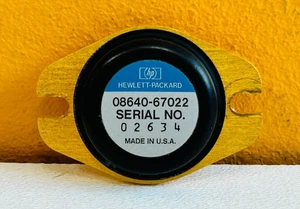 hp
HEWLETT-PACKARD
08640-67022
SERIAL NO.
02634
MADE IN U.S.A.